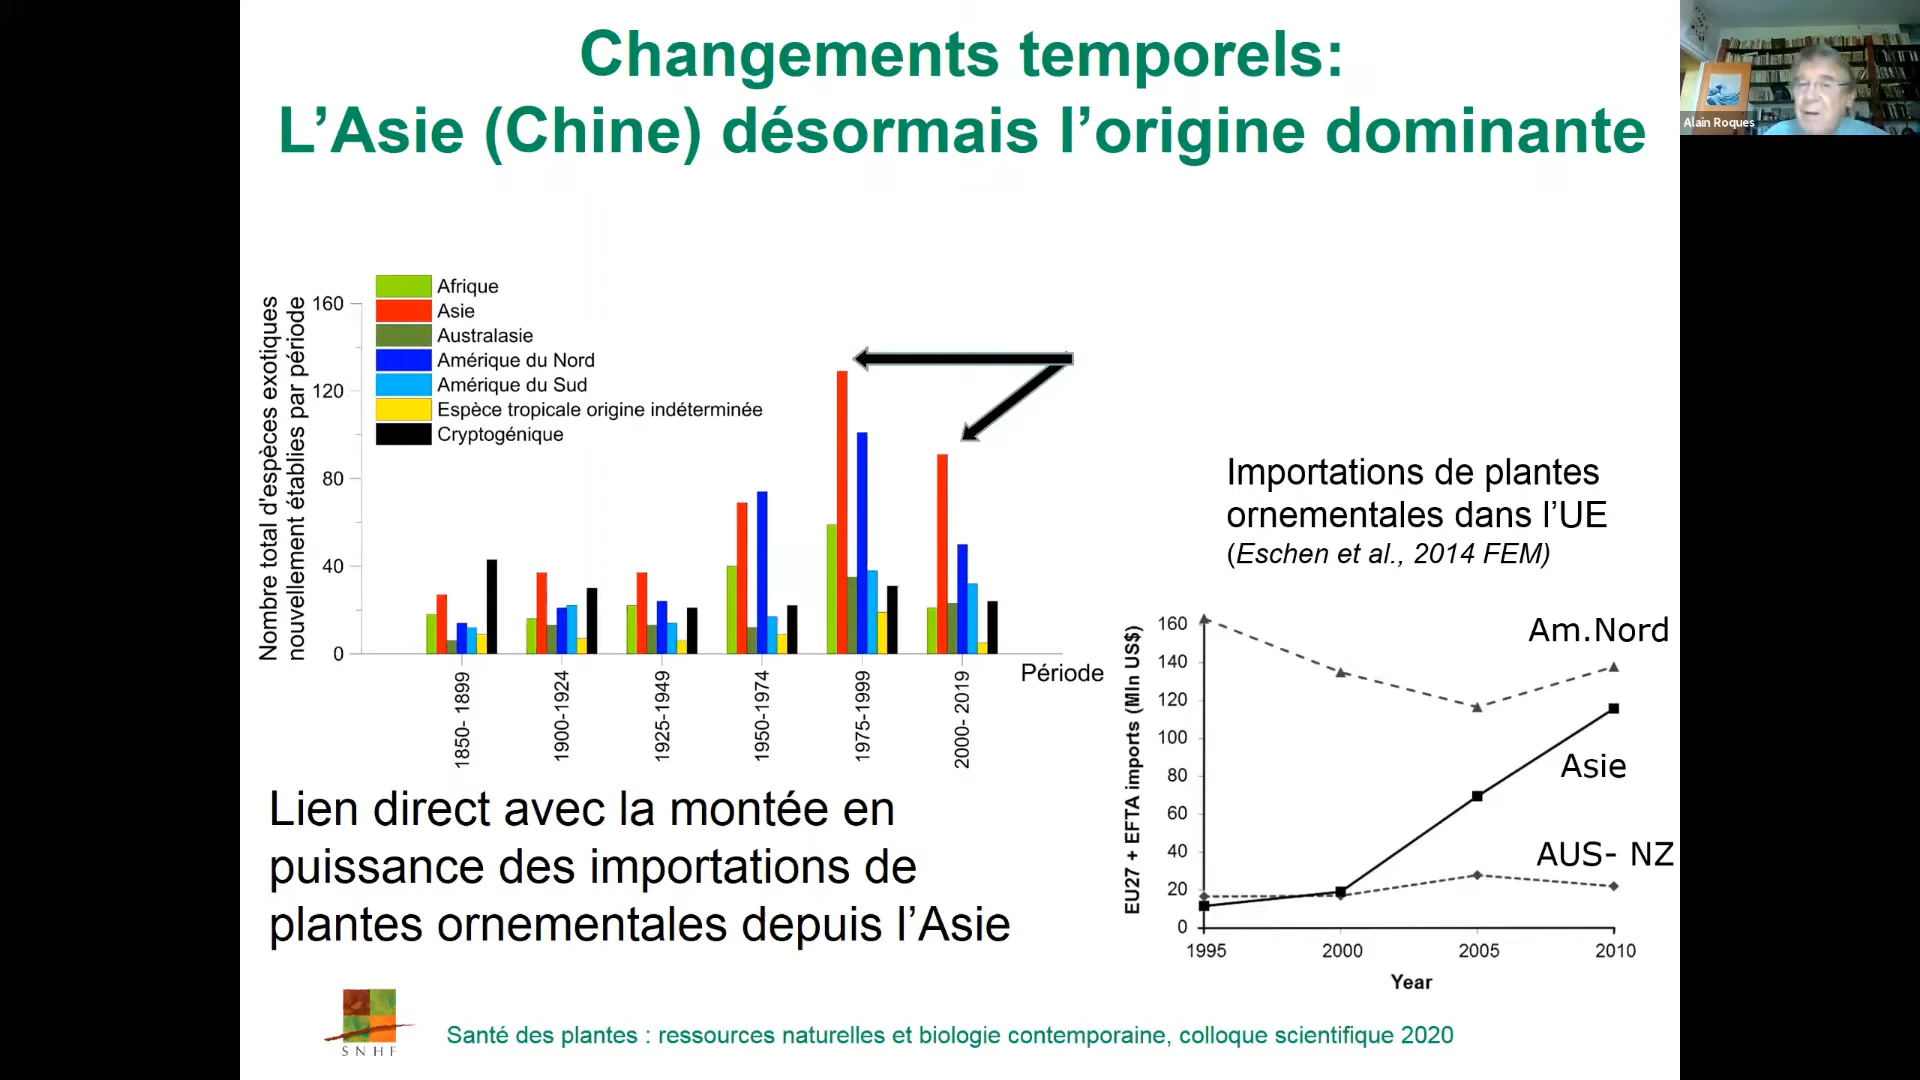 Changements temporels:
L’Asie (Chine) désormais l’origine dominante
Alain Roques
Nombre total d'espèces exotiques
nouvellement établies par période
160
120
80
40
0
Afrique
Asie
Australasie
Amérique du Nord
Amérique du Sud
Espèce tropicale origine indéterminée
Cryptogénique
Période
1850- 1899
1900-1924
1925-1949
1950-1974
1975-1999
2000- 2019
Importations de plantes
ornementales dans l’UE
(Eschen et al., 2014 FEM)
EU27 + EFTA imports (Mln US$)
160
140
120
100
80
60
40
20
0
Am.Nord
Asie
AUS- NZ
1995
2000
2005
2010
Year
Lien direct avec la montée en
puissance des importations de
plantes ornementales depuis l’Asie
SNHF
Santé des plantes : ressources naturelles et biologie contemporaine, colloque scientifique 2020